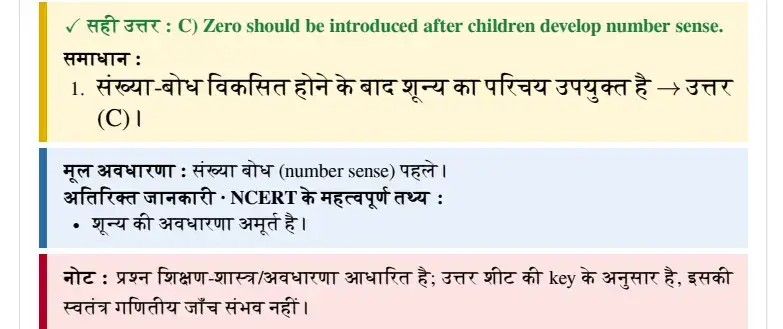 ✓ सही उत्तर : C) Zero should be introduced after children develop number sense.
समाधान :
1. संख्या-बोध विकसित होने के बाद शून्य का परिचय उपयुक्त है → उत्तर
(C)।
मूल अवधारणा : संख्या बोध (number sense) पहले।
अतिरिक्त जानकारी · NCERT के महत्वपूर्ण तथ्य :
• शून्य की अवधारणा अमूर्त है।
नोट : प्रश्न शिक्षण-शास्त्र/अवधारणा आधारित है; उत्तर शीट की key के अनुसार है, इसकी
स्वतंत्र गणितीय जाँच संभव नहीं।